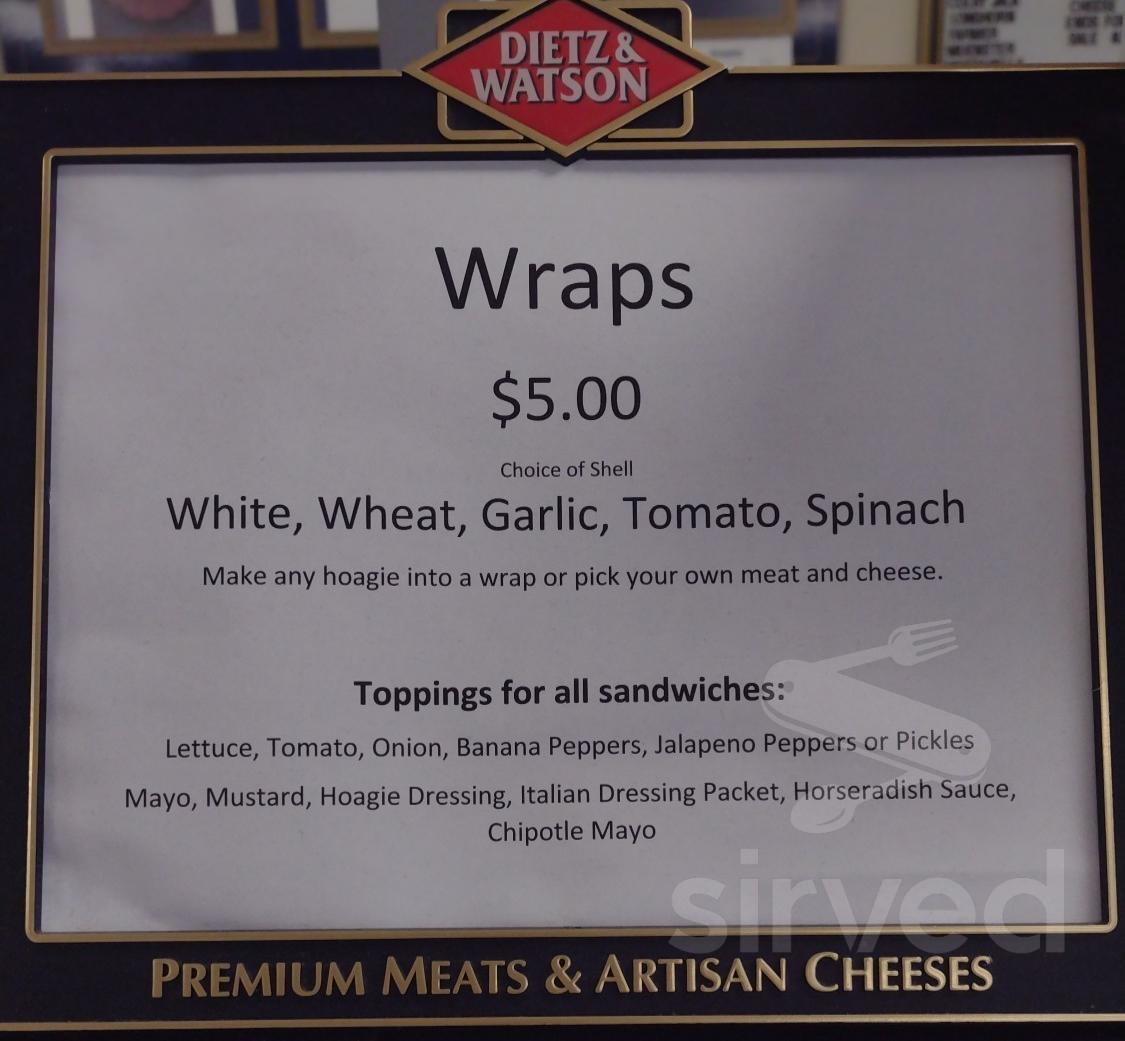 DIETZ &
WATSON
Wraps
$5.00
Choice of Shell
White, Wheat, Garlic, Tomato, Spinach
Make any hoagie into a wrap or pick your own meat and cheese.
Toppings for all sandwiches:
Lettuce, Tomato, Onion, Banana Peppers, Jalapeno Peppers or Pickles
Mayo, Mustard, Hoagie Dressing, Italian Dressing Packet, Horseradish Sauce,
Chipotle Mayo
sirved
PREMIUM MEATS & ARTISAN CHEESES